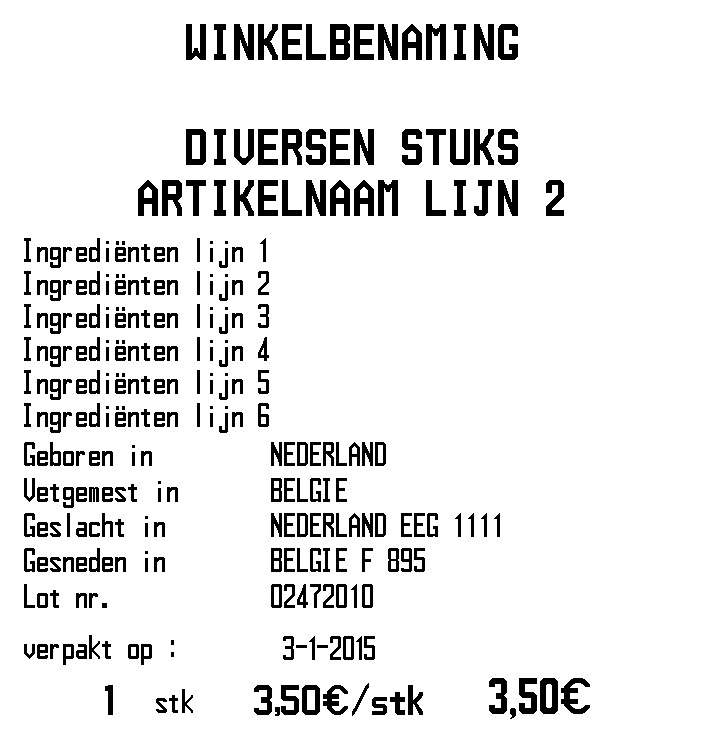 WINKELBENAMING
DIVERSEN STUKS
ARTIKELNAAM LIJN 2
Ingrediënten lijn 1
Ingrediënten lijn 2
Ingrediënten lijn 3
Ingrediënten lijn 4
Ingrediënten lijn 5
Ingrediënten lijn 6
Geboren in NEDERLAND
Vetgemest in BELGIE
Geslacht in NEDERLAND EEG 1111
Gesneden in BELGIE F 895
Lot nr. 02472010
verpakt op : 3-1-2015
1 stk 3,50€/stk 3,50€